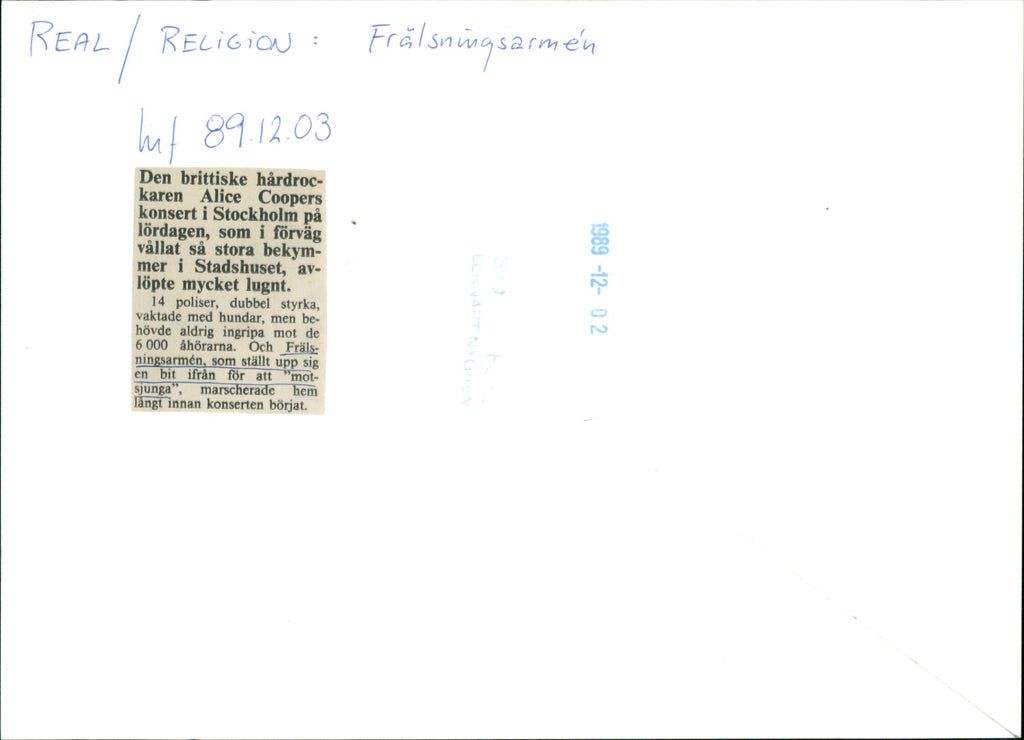 REAL / RELIGION : Frälsningsarmén
Inf 89.12.03
Den brittiske hårdroc-
karen Alice Coopers
konsert i Stockholm på
lördagen, som i förväg
vållat så stora bekym-
mer i Stadshuset, av-
löpte mycket lugnt.
14 poliser, dubbel styrka,
vaktade med hundar, men be-
hövde aldrig ingripa mot de
6 000 åhörarna. Och Fräls-
ningsarmén, som ställt upp sig
en bit ifrån för att "mot-
sjunga", marscherade hem
långt innan konserten börjat.
1989 -12- 0 2